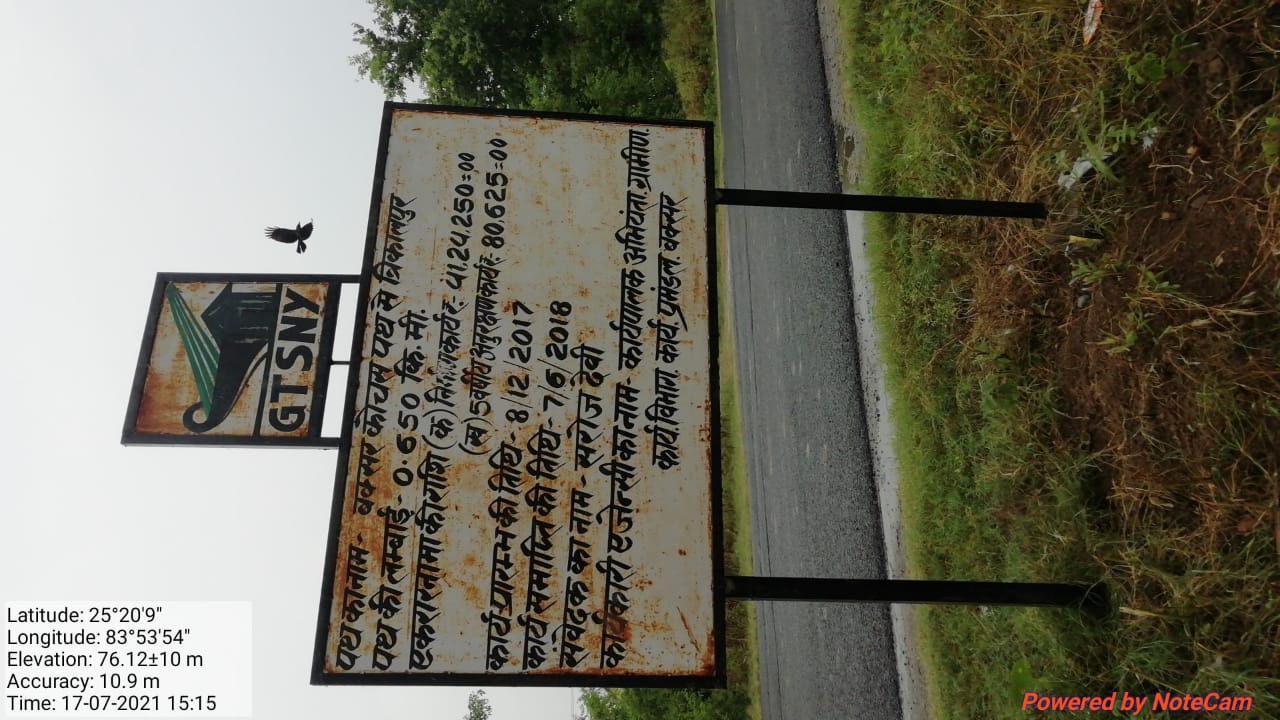 GTSNY
पथ का नाम- बक्सर कोचस पथ से त्रिकालपुर
पथ की लम्बाई- 0.650 कि.मी.
एकरारनामा की राशि (क) निर्माण कार्य रु.- 41,24,250=00
(ख) 5 वर्षीय अनुरक्षण कार्य रु. 80,625=00
कार्य प्रारम्भ की तिथि:- 8/12/2017
कार्य समाप्ति की तिथि:- 7/6/2018
संवेदक का नाम - सरोज देवी
कार्यकारी एजेन्सी का नाम- कार्यपालक अभियंता, ग्रामीण.
कार्य विभाग, कार्य, प्रमंडल, बक्सर
Latitude: 25°20'9"
Longitude: 83°53'54"
Elevation: 76.12±10 m
Accuracy: 10.9 m
Time: 17-07-2021 15:15
Powered by NoteCam